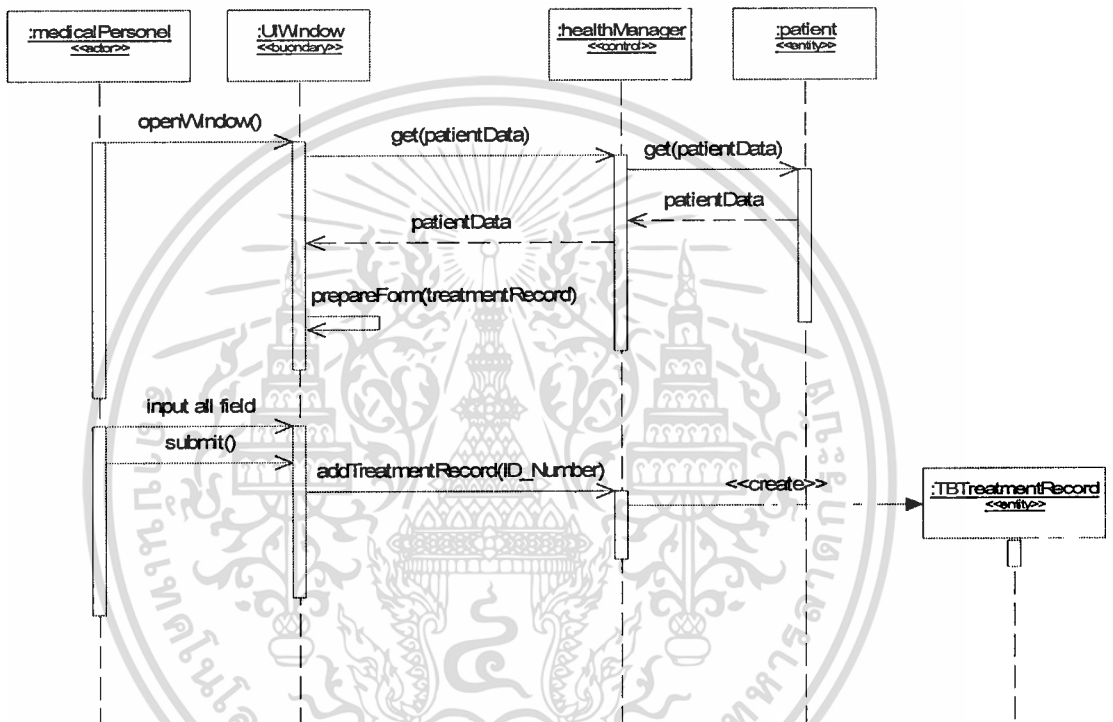 :medicalPersonel
<<actor>>
:UIWindow
<<buondary>>
:healthManager
<<control>>
:patient
<<entity>>
openWindow()
get(patientData)
get(patientData)
patientData
patientData
prepareForm(treatmentRecord)
input all field
submit()
addTreatmentRecord(ID_Number)
<<create>>
:TBTreatmentRecord
<<entity>>